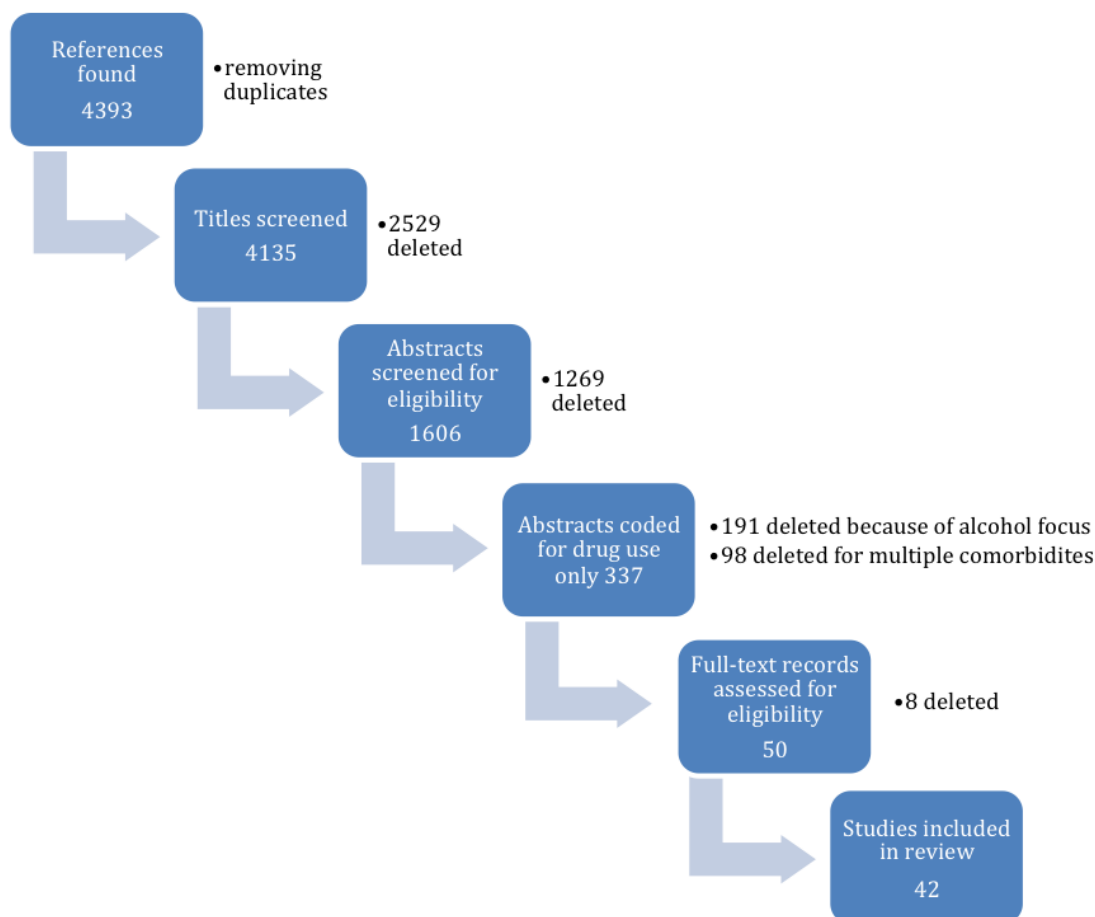 References
found
4393
•removing
duplicates
Titles screened
4135
•2529
deleted
Abstracts
screened for
eligibility
1606
•1269
deleted
Abstracts coded
for drug use
only 337
•191 deleted because of alcohol focus
•98 deleted for multiple comorbidites
Full-text records
assessed for
eligibility
50
•8 deleted
Studies included
in review
42